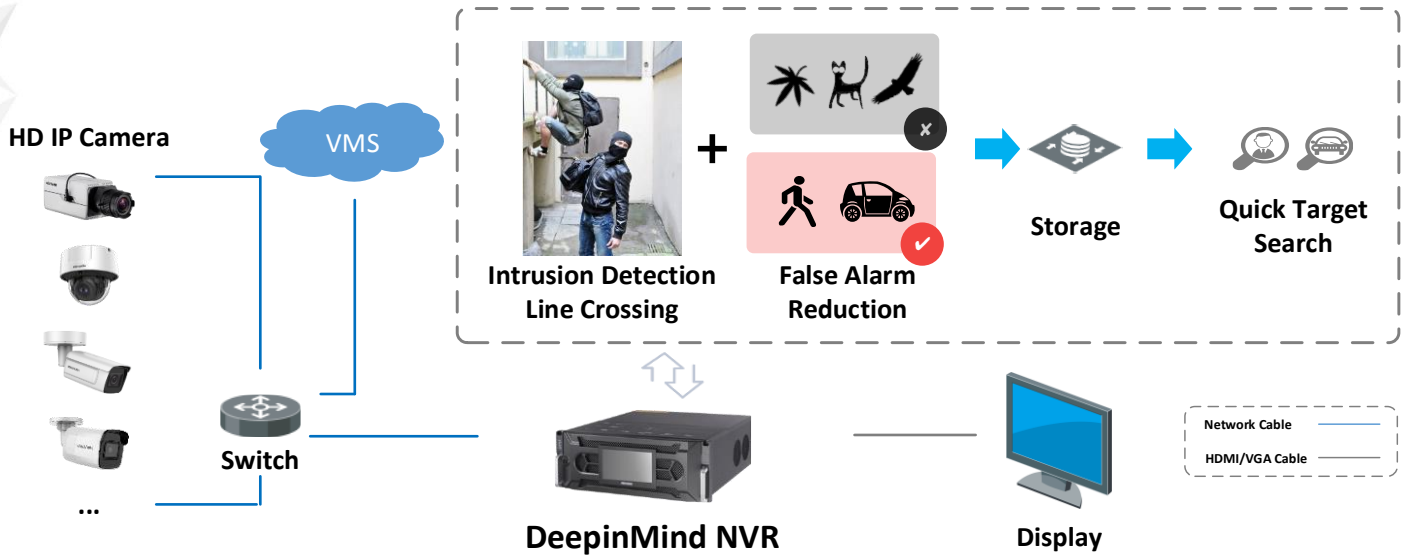 HD IP Camera
VMS
Intrusion Detection
Line Crossing
+
False Alarm
Reduction
Storage
Quick Target
Search
Switch
...
DeepinMind NVR
Display
Network Cable
HDMI/VGA Cable